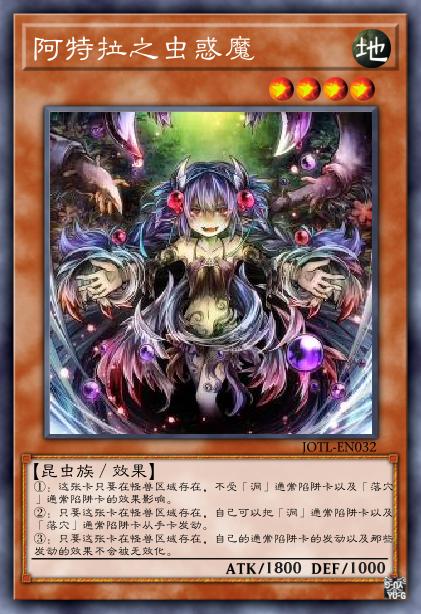 阿特拉之虫惑魔
地
JOTL-EN032
【昆虫族／效果】
①：这张卡只要在怪兽区域存在，不受「洞」通常陷阱卡以及「落穴
」通常陷阱卡的效果影响。
②：只要这张卡在怪兽区域存在，自己可以把「洞」通常陷阱卡以及
「落穴」通常陷阱卡从手卡发动。
③：只要这张卡在怪兽区域存在，自己的通常陷阱卡的发动以及那些
发动的效果不会被无效化。
ATK/1800 DEF/1000